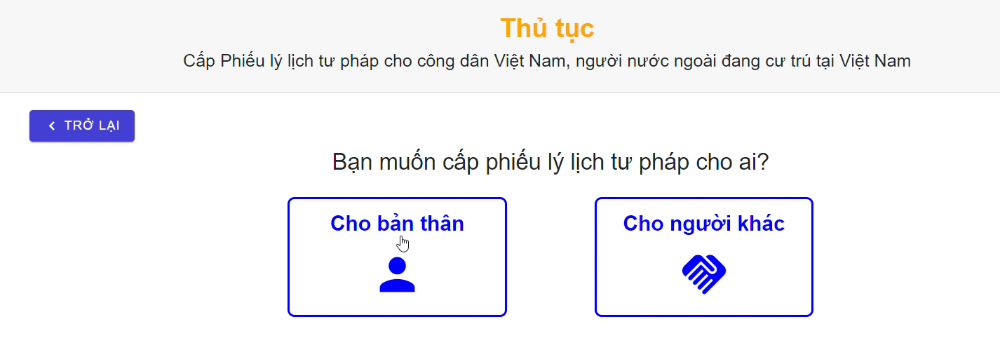 Thủ tục
Cấp Phiếu lý lịch tư pháp cho công dân Việt Nam, người nước ngoài đang cư trú tại Việt Nam
TRỞ LẠI
Bạn muốn cấp phiếu lý lịch tư pháp cho ai?
Cho bản thân
Cho người khác